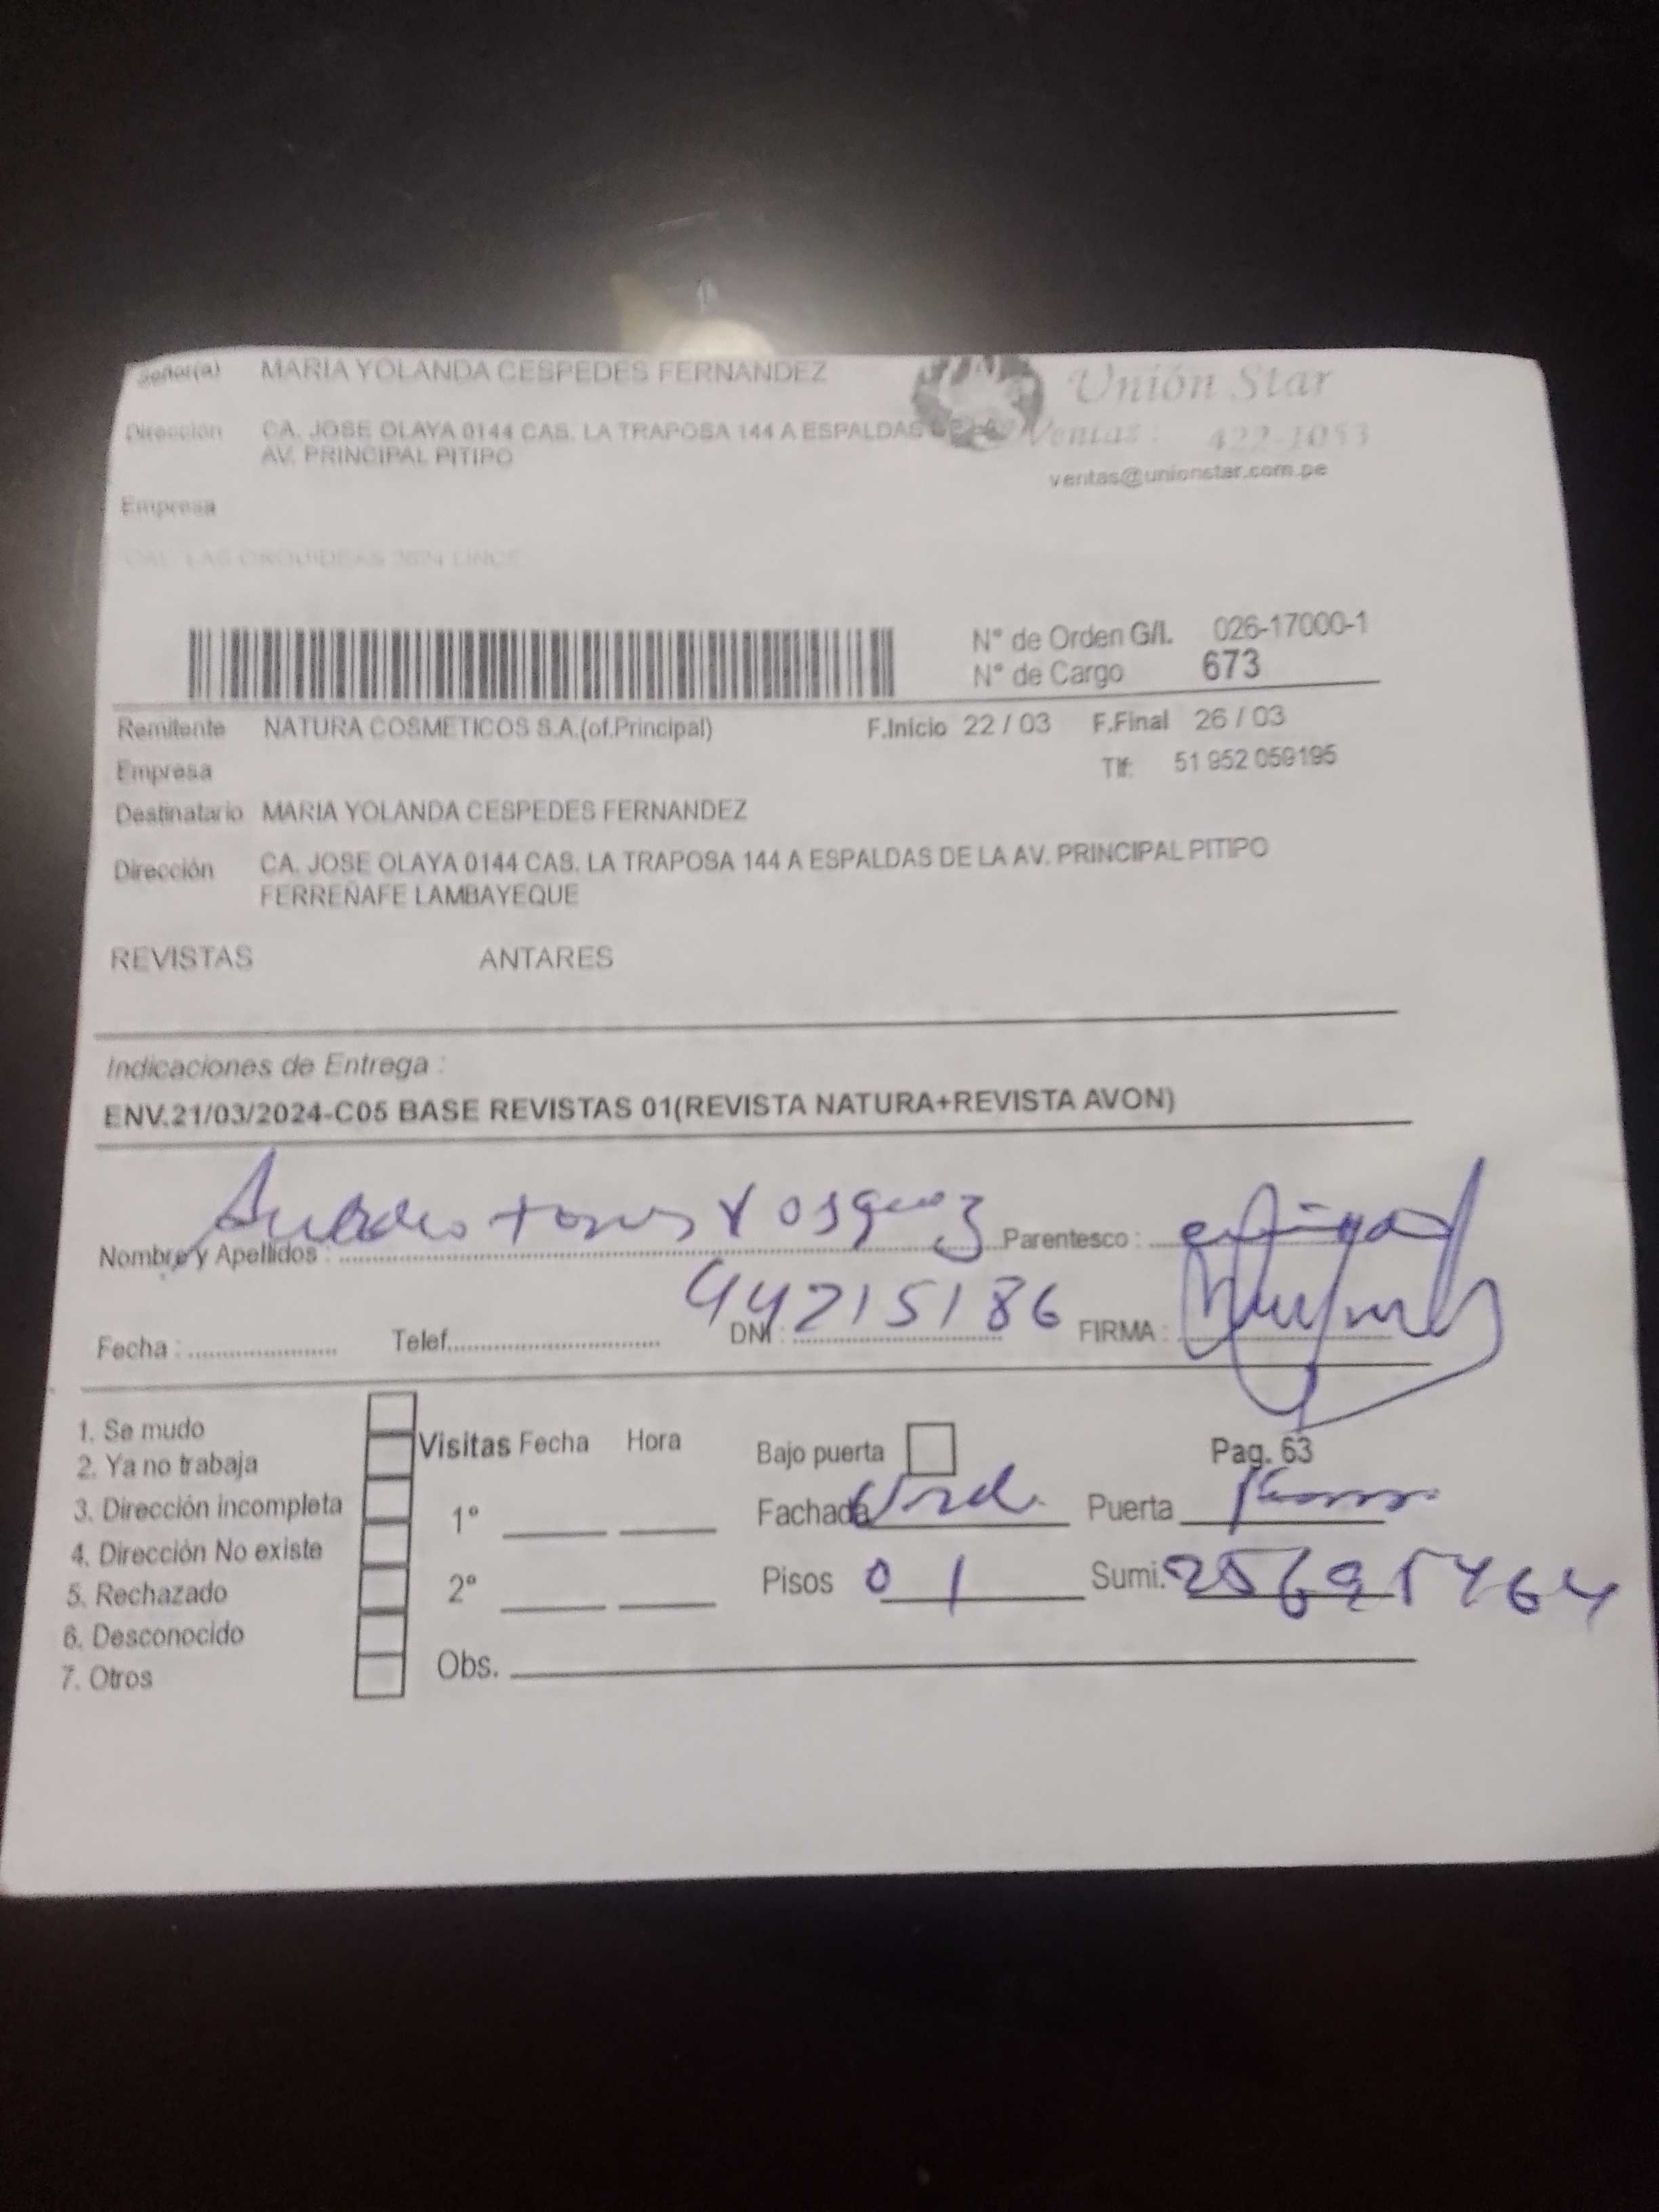 Señor(a) MARIA YOLANDA CESPEDES FERNANDEZ
Unión Star
Dirección CA. JOSE OLAYA 0144 CAS. LA TRAPOSA 144 A ESPALDAS
Ventas: 422-1053
AV. PRINCIPAL PITIPO
ventas@unionstar.com.pe
Empresa
CAL. LAS ORQUIDEAS LINCE
N° de Orden G/I. 026-17000-1
N° de Cargo 673
Remitente NATURA COSMETICOS S.A.(of.Principal) F.Inicio 22 / 03 F.Final 26 / 03
Empresa Tlf: 51 952 059195
Destinatario MARIA YOLANDA CESPEDES FERNANDEZ
Dirección CA. JOSE OLAYA 0144 CAS. LA TRAPOSA 144 A ESPALDAS DE LA AV. PRINCIPAL PITIPO
FERREÑAFE LAMBAYEQUE
REVISTAS ANTARES
Indicaciones de Entrega :
ENV.21/03/2024-C05 BASE REVISTAS 01(REVISTA NATURA+REVISTA AVON)
Nombre y Apellidos : Vasquez Parentesco :
Fecha : Telef. DNI : 44215186 FIRMA :
1. Se mudo
2. Ya no trabaja
3. Dirección incompleta
4. Dirección No existe
5. Rechazado
6. Desconocido
7. Otros
Visitas Fecha Hora
1°
2°
Obs.
Bajo puerta Pag. 63
Fachada Puerta
Pisos 01 Sumi. 25695464